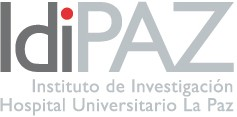 IdiPAZ
Instituto de Investigación
Hospital Universitario La Paz